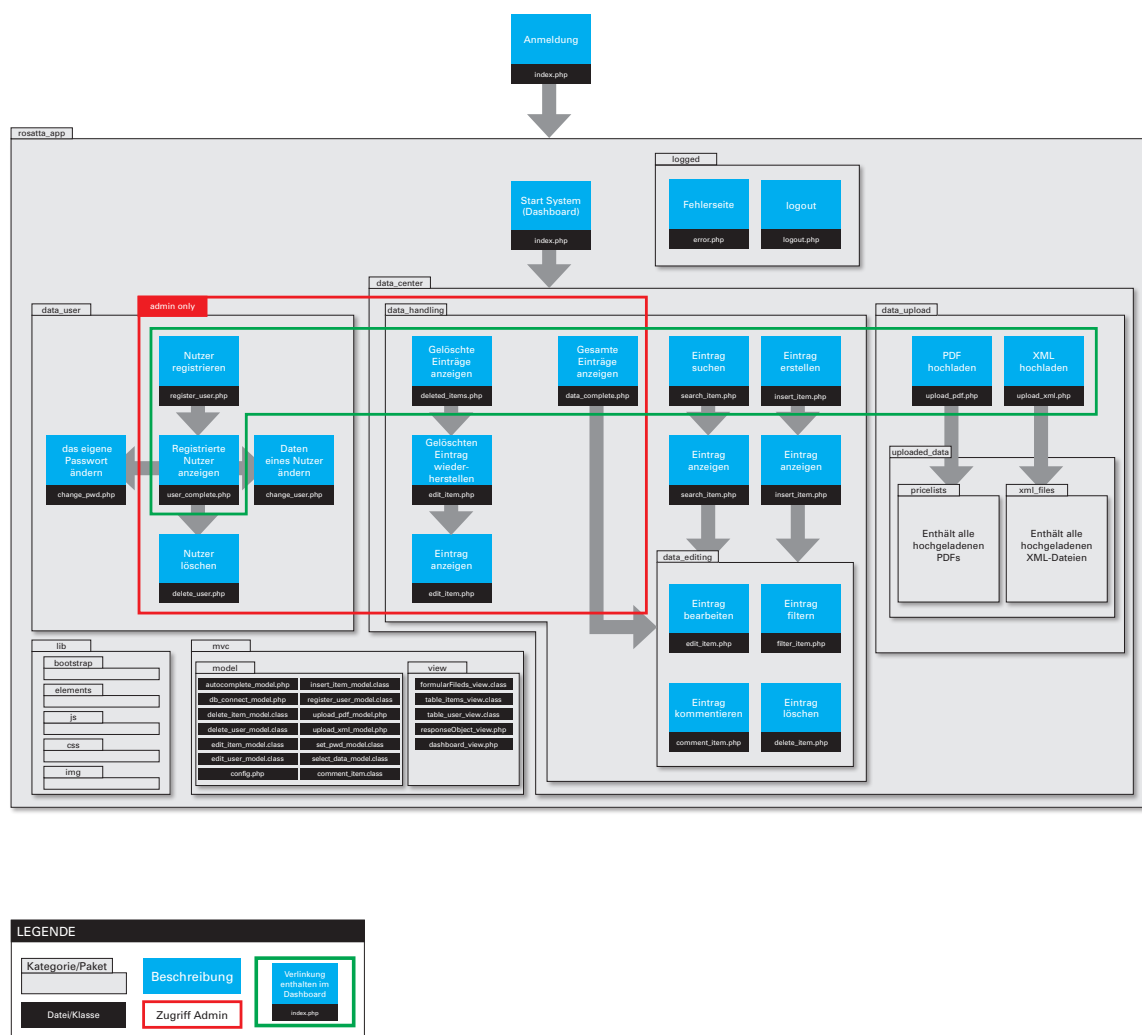 Anmeldung
index.php
rosatta_app
logged
Fehlerseite
error.php
logout
logout.php
Start System
(Dashboard)
index.php
data_center
data_user
admin only
data_handling
data_upload
Nutzer
registrieren
register_user.php
Gelöschte
Einträge
anzeigen
deleted_items.php
Gesamte
Einträge
anzeigen
data_complete.php
Eintrag
suchen
search_item.php
Eintrag
erstellen
insert_item.php
PDF
hochladen
upload_pdf.php
XML
hochladen
upload_xml.php
das eigene
Passwort
ändern
change_pwd.php
Registrierte
Nutzer
anzeigen
user_complete.php
Daten
eines Nutzer
ändern
change_user.php
Gelöschten
Eintrag
wieder-
herstellen
edit_item.php
Eintrag
anzeigen
search_item.php
Eintrag
anzeigen
insert_item.php
uploaded_data
pricelists
Enthält alle
hochgeladenen
PDFs
xml_files
Enthält alle
hochgeladenen
XML-Dateien
Nutzer
löschen
delete_user.php
Eintrag
anzeigen
edit_item.php
data_editing
Eintrag
bearbeiten
edit_item.php
Eintrag
filtern
filter_item.php
Eintrag
kommentieren
comment_item.php
Eintrag
löschen
delete_item.php
lib
bootstrap
elements
js
css
img
mvc
model
autocomplete_model.php
insert_item_model.class
db_connect_model.php
register_user_model.class
delete_item_model.class
upload_pdf_model.php
delete_user_model.class
upload_xml_model.php
edit_item_model.class
set_pwd_model.class
edit_user_model.class
select_data_model.class
config.php
comment_item.class
view
formularFileds_view.class
table_items_view.class
table_user_view.class
responseObject_view.php
dashboard_view.php
LEGENDE
Kategorie/Paket
Beschreibung
Verlinkung
enthalten im
Dashboard
index.php
Datei/Klasse
Zugriff Admin